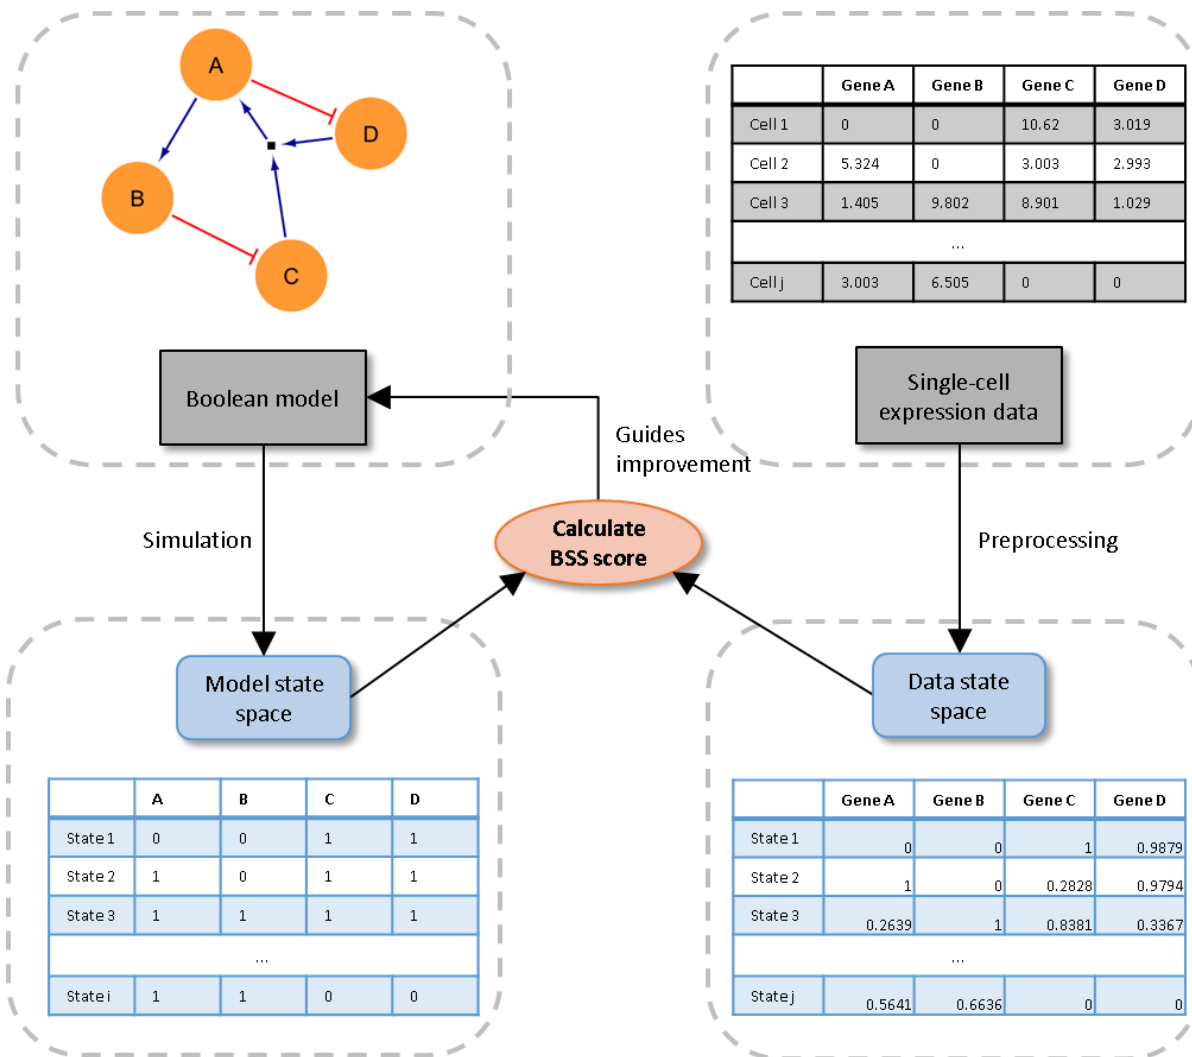 A
D
B
C
Gene A Gene B Gene C Gene D
Cell 1 0 0 10.62 3.019
Cell 2 5.324 0 3.003 2.993
Cell 3 1.405 9.802 8.901 1.029
...
Cell j 3.003 6.505 0 0
Boolean model
Single-cell
expression data
Guides
improvement
Simulation
Calculate
BSS score
Preprocessing
Model state
space
Data state
space
A B C D
State 1 0 0 1 1
State 2 1 0 1 1
State 3 1 1 1 1
...
State i 1 1 0 0
Gene A Gene B Gene C Gene D
State 1 0 0 1 0.9879
State 2 1 0 0.2828 0.9794
State 3 0.2639 1 0.8381 0.3367
...
State j 0.5641 0.6636 0 0